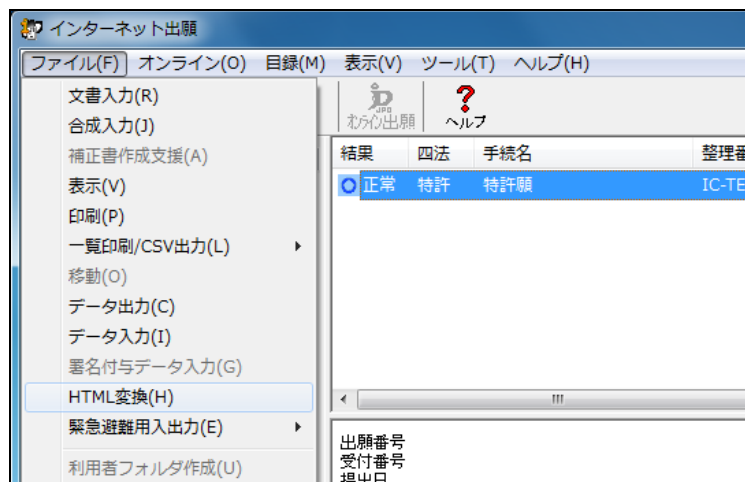 インターネット出願
ファイル(F) オンライン(O) 目録(M) 表示(V) ツール(T) ヘルプ(H)
文書入力(R)
合成入力(J)
補正書作成支援(A)
表示(V)
印刷(P)
一覧印刷/CSV出力(L)
移動(O)
データ出力(C)
データ入力(I)
署名付与データ入力(G)
HTML変換(H)
緊急避難用入出力(E)
利用者フォルダ作成(U)
JPO
オンライン出願 ヘルプ
結果 四法 手続名 整理番
正常 特許 特許願 IC-TE
出願番号
受付番号
提出日